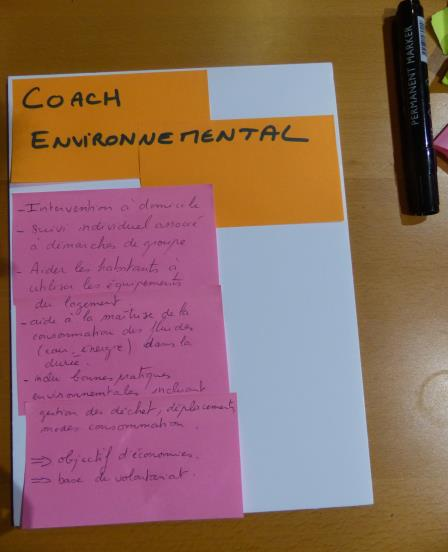 COACH
ENVIRONNEMENTAL
- Intervention à domicile
- Suivi individuel associé
à démarches de groupe
- Aider les habitants à
utiliser les équipements
du logement.
- aide à la maîtrise de la
consommation des fluides
(eau, énergie) dans la
durée.
- bonnes pratiques
environnementales incluant
gestion des déchet, déplacements,
modes consommation.
⇒ objectif d'économies.
⇒ base de volontariat.
PERMANENT MARKER